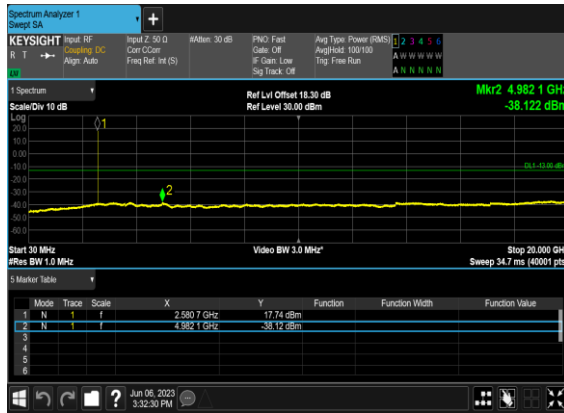 Spectrum Analyzer 1
Swept SA
+
KEYSIGHT Input: RF Input Z: 50 Ω #Atten: 30 dB PNO: Fast Avg Type: Power (RMS) 1 2 3 4 5 6
R T Coupling: DC Corr CCorr Gate: Off Avg|Hold: 100/100 A W W W W W
Align: Auto Freq Ref: Int (S) IF Gain: Low Trig: Free Run
LXI Sig Track: Off A N N N N N
1 Spectrum Ref Lvl Offset 18.30 dB Mkr2 4.982 1 GHz
Scale/Div 10 dB Ref Level 30.00 dBm -38.122 dBm
Log
20.0
10.0
0.00
-10.0
-20.0
-30.0
-40.0
-50.0
-60.0
1
2
DL1 -13.00 dBm
Start 30 MHz Video BW 3.0 MHz* Stop 20.000 GHz
#Res BW 1.0 MHz Sweep 34.7 ms (40001 pts)
5 Marker Table
Mode Trace Scale X Y Function Function Width Function Value
1 N 1 f 2.580 7 GHz 17.74 dBm
2 N 1 f 4.982 1 GHz -38.12 dBm
3
4
5
6
? Jun 06, 2023
3:32:30 PM